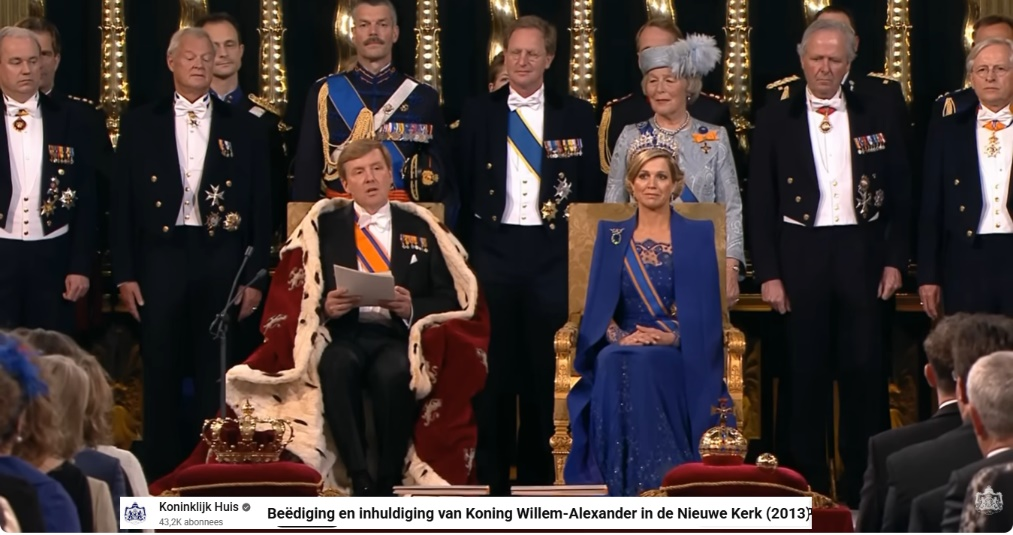 Koninklijk Huis
43,2K abonnees
Beëdiging en inhuldiging van Koning Willem-Alexander in de Nieuwe Kerk (2013)